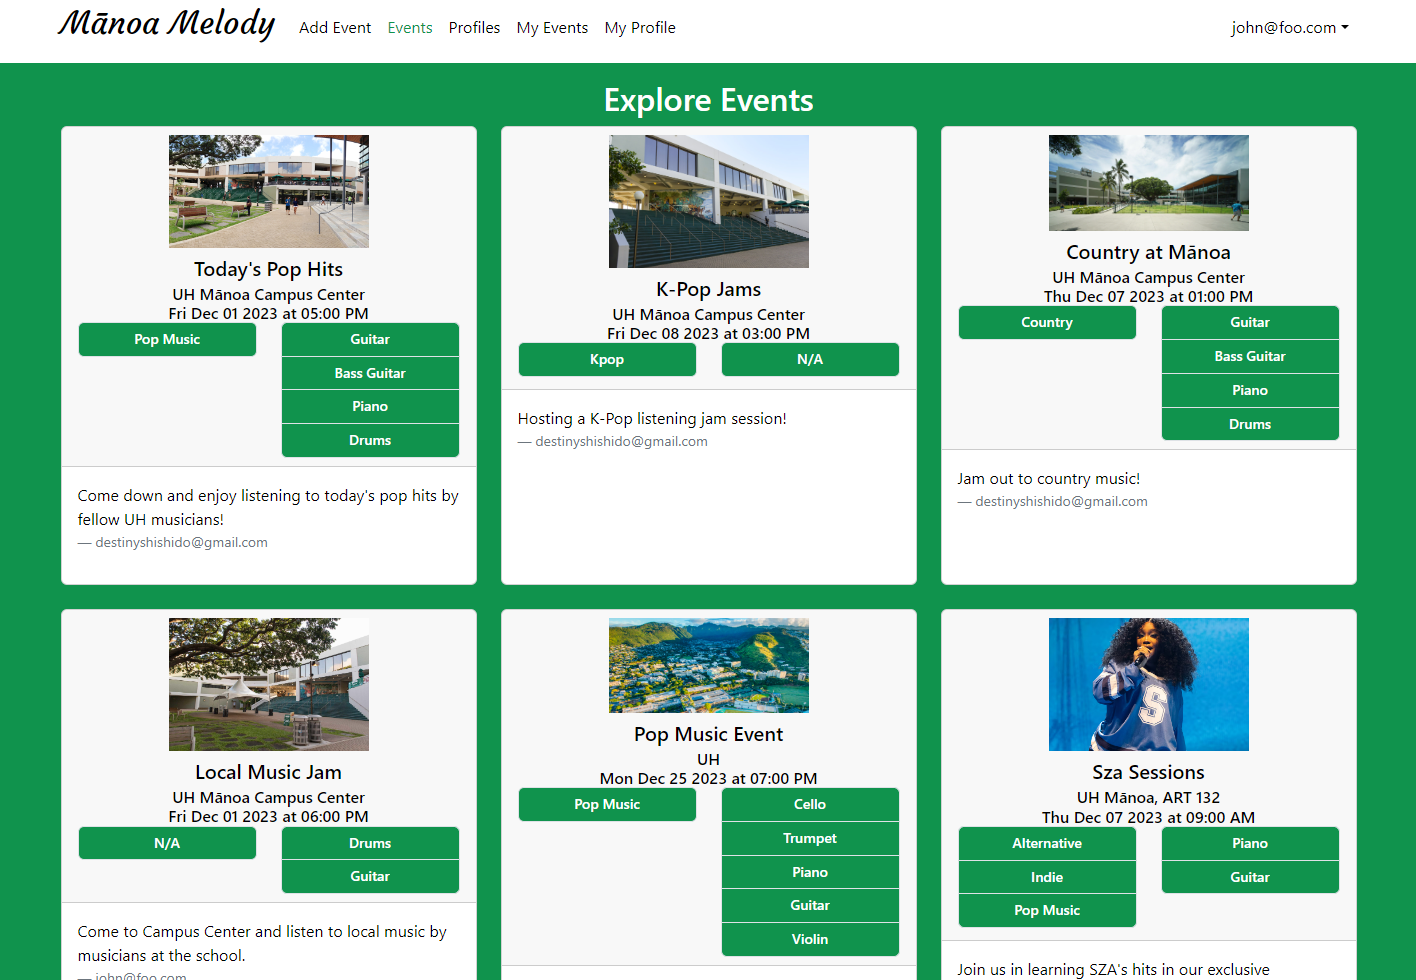 Mānoa Melody
Add Event
Events
Profiles
My Events
My Profile
john@foo.com
Explore Events
Today's Pop Hits
UH Mānoa Campus Center
Fri Dec 01 2023 at 05:00 PM
Pop Music
Guitar
Bass Guitar
Piano
Drums
Come down and enjoy listening to today's pop hits by
fellow UH musicians!
— destinyshishido@gmail.com
K-Pop Jams
UH Mānoa Campus Center
Fri Dec 08 2023 at 03:00 PM
Kpop
N/A
Hosting a K-Pop listening jam session!
— destinyshishido@gmail.com
Country at Mānoa
UH Mānoa Campus Center
Thu Dec 07 2023 at 01:00 PM
Country
Guitar
Bass Guitar
Piano
Drums
Jam out to country music!
— destinyshishido@gmail.com
Local Music Jam
UH Mānoa Campus Center
Fri Dec 01 2023 at 06:00 PM
N/A
Drums
Guitar
Come to Campus Center and listen to local music by
musicians at the school.
— john@foo.com
Pop Music Event
UH
Mon Dec 25 2023 at 07:00 PM
Pop Music
Cello
Trumpet
Piano
Guitar
Violin
S
Sza Sessions
UH Mānoa, ART 132
Thu Dec 07 2023 at 09:00 AM
Alternative
Indie
Pop Music
Piano
Guitar
Join us in learning SZA's hits in our exclusive